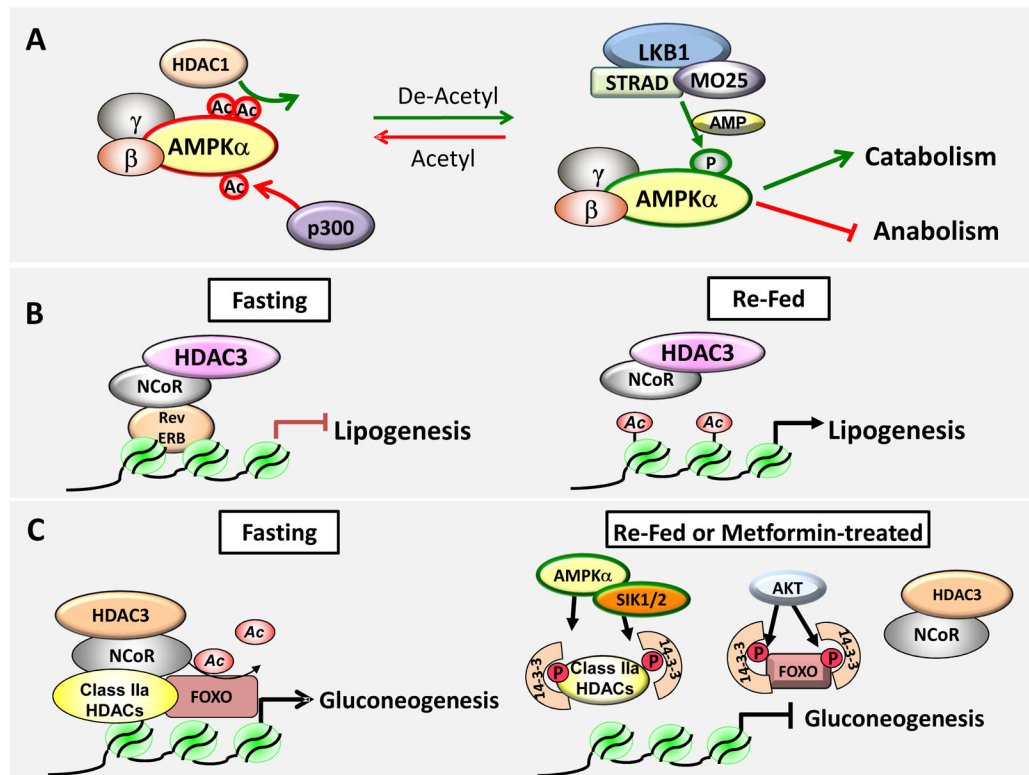 A
HDAC1
Ac
Ac
γ
AMPKα
β
Ac
p300
De-Acetyl
Acetyl
LKB1
STRAD
MO25
AMP
P
γ
AMPKα
β
Catabolism
Anabolism
B
Fasting
HDAC3
NCoR
Rev
ERB
Lipogenesis
Re-Fed
HDAC3
NCoR
Ac
Ac
Lipogenesis
C
Fasting
HDAC3
NCoR
Ac
Ac
Class IIa
HDACs
FOXO
Gluconeogenesis
Re-Fed or Metformin-treated
AMPKα
SIK1/2
14-3-3
P
Class IIa
HDACs
P
14-3-3
AKT
14-3-3
P
FOXO
P
14-3-3
HDAC3
NCoR
Gluconeogenesis